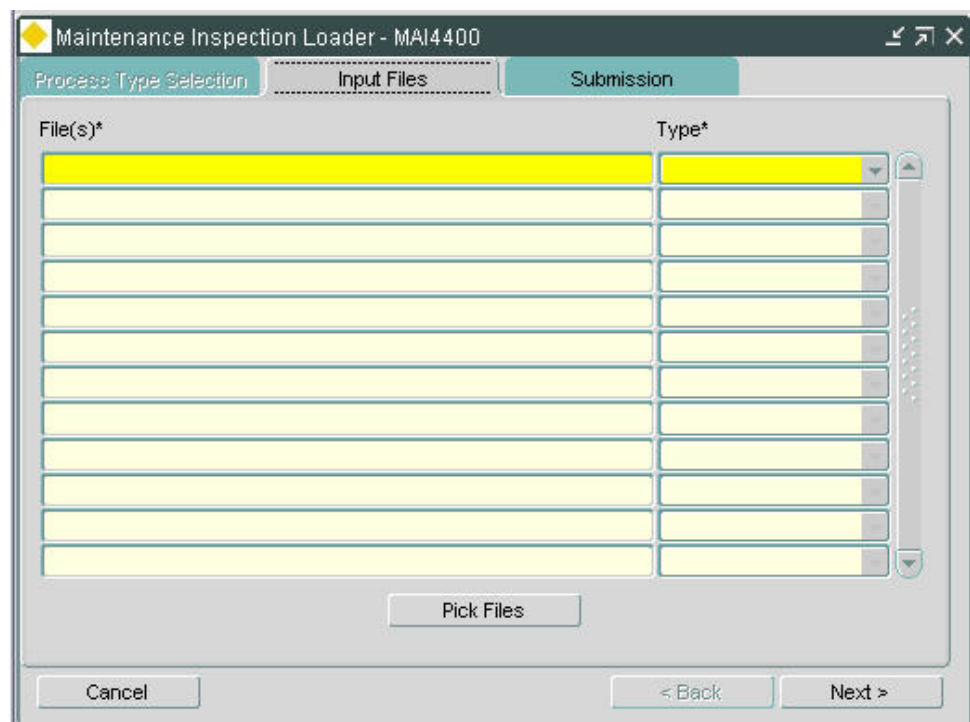 Maintenance Inspection Loader - MAI4400
Process Type Selection Input Files Submission
File(s)* Type*
Pick Files
Cancel < Back Next >